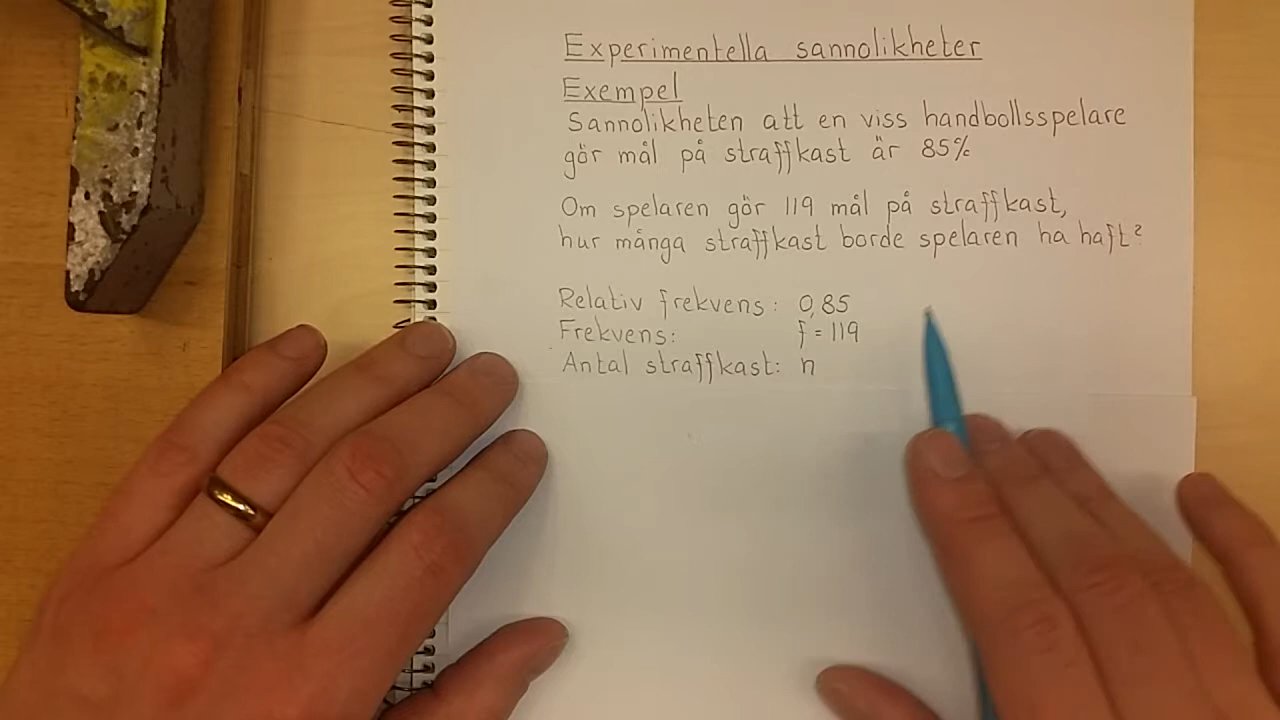 Experimentella sannolikheter
Exempel
Sannolikheten att en viss handbollsspelare
gör mål på straffkast är 85%
Om spelaren gör 119 mål på straffkast,
hur många straffkast borde spelaren ha haft?
Relativ frekvens: 0,85
Frekvens: f = 119
Antal straffkast: n